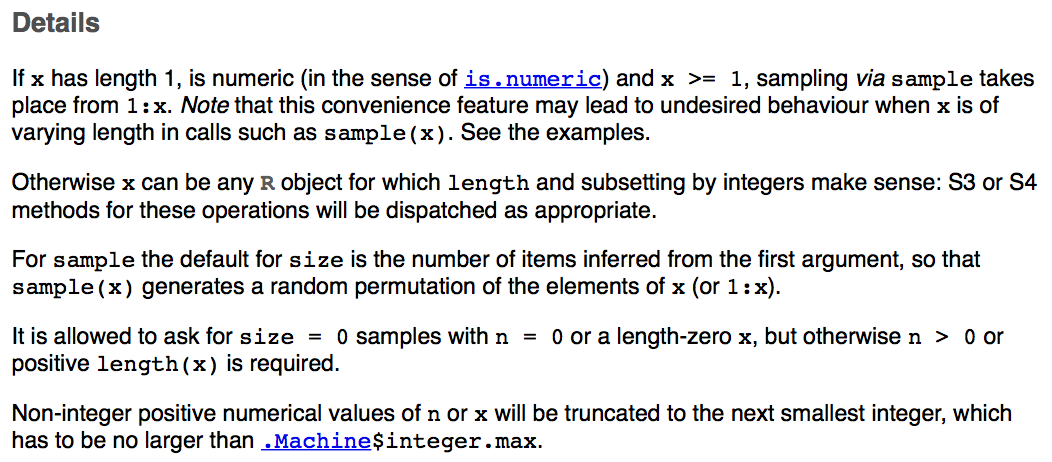 Details
If x has length 1, is numeric (in the sense of is.numeric) and x >= 1, sampling via sample takes
place from 1:x. Note that this convenience feature may lead to undesired behaviour when x is of
varying length in calls such as sample(x). See the examples.
Otherwise x can be any R object for which length and subsetting by integers make sense: S3 or S4
methods for these operations will be dispatched as appropriate.
For sample the default for size is the number of items inferred from the first argument, so that
sample(x) generates a random permutation of the elements of x (or 1:x).
It is allowed to ask for size = 0 samples with n = 0 or a length-zero x, but otherwise n > 0 or
positive length(x) is required.
Non-integer positive numerical values of n or x will be truncated to the next smallest integer, which
has to be no larger than .Machine$integer.max.